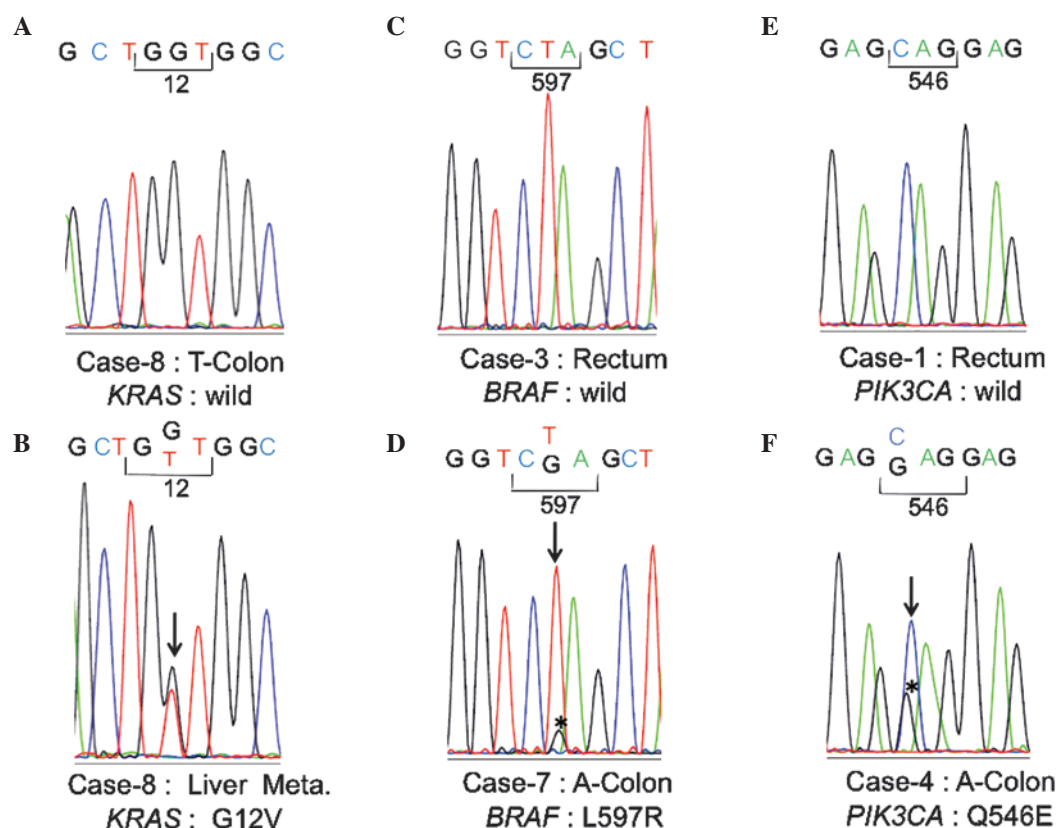 A
G C T G G T G G C
12
Case-8 : T-Colon
KRAS : wild
C
G G T C T A G C T
597
Case-3 : Rectum
BRAF : wild
E
G A G C A G G A G
546
Case-1 : Rectum
PIK3CA : wild
B
G
G C T G T T G G C
12
Case-8 : Liver Meta.
KRAS : G12V
D
T
G G T C G A G C T
597
*
Case-7 : A-Colon
BRAF : L597R
F
C
G A G G A G G A G
546
*
Case-4 : A-Colon
PIK3CA : Q546E